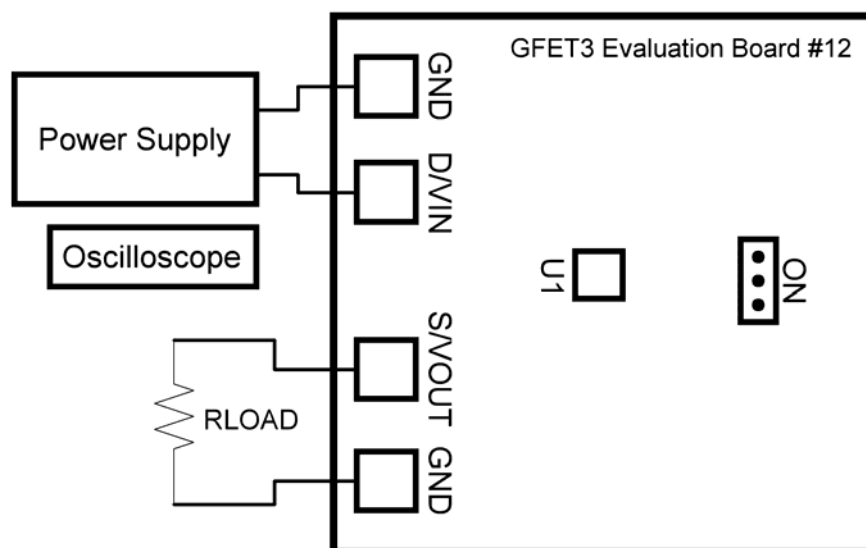 GFET3 Evaluation Board #12
GND
Power Supply
D/VIN
Oscilloscope
U1
ON
S/VOUT
RLOAD
GND